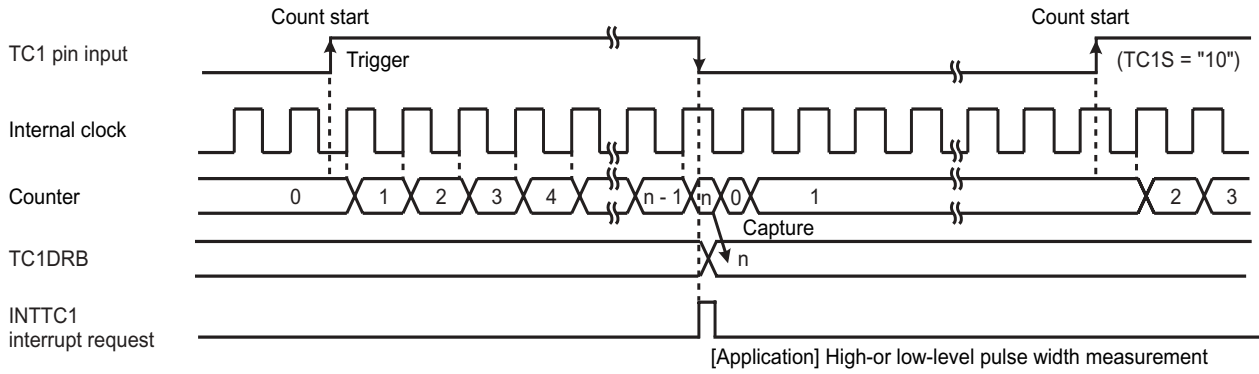 Count start
Count start
TC1 pin input
Trigger
(TC1S = "10")
Internal clock
Counter
0
1
2
3
4
n - 1
n
0
1
2
3
Capture
TC1DRB
n
INTTC1
interrupt request
[Application] High-or low-level pulse width measurement